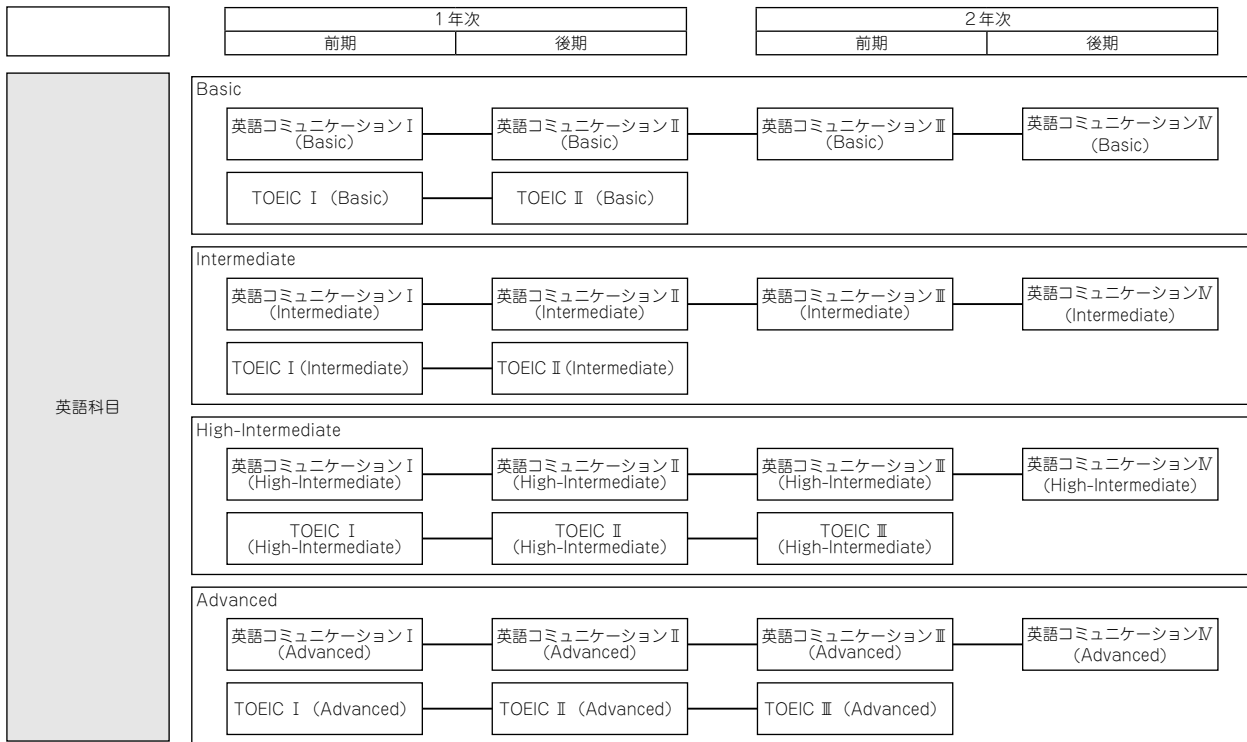 1年次
2年次
前期
後期
前期
後期
英語科目
Basic
英語コミュニケーションⅠ
(Basic)
英語コミュニケーションⅡ
(Basic)
英語コミュニケーションⅢ
(Basic)
英語コミュニケーションⅣ
(Basic)
TOEIC Ⅰ (Basic)
TOEIC Ⅱ (Basic)
Intermediate
英語コミュニケーションⅠ
(Intermediate)
英語コミュニケーションⅡ
(Intermediate)
英語コミュニケーションⅢ
(Intermediate)
英語コミュニケーションⅣ
(Intermediate)
TOEIC Ⅰ (Intermediate)
TOEIC Ⅱ (Intermediate)
High-Intermediate
英語コミュニケーションⅠ
(High-Intermediate)
英語コミュニケーションⅡ
(High-Intermediate)
英語コミュニケーションⅢ
(High-Intermediate)
英語コミュニケーションⅣ
(High-Intermediate)
TOEIC Ⅰ
(High-Intermediate)
TOEIC Ⅱ
(High-Intermediate)
TOEIC Ⅲ
(High-Intermediate)
Advanced
英語コミュニケーションⅠ
(Advanced)
英語コミュニケーションⅡ
(Advanced)
英語コミュニケーションⅢ
(Advanced)
英語コミュニケーションⅣ
(Advanced)
TOEIC Ⅰ (Advanced)
TOEIC Ⅱ (Advanced)
TOEIC Ⅲ (Advanced)